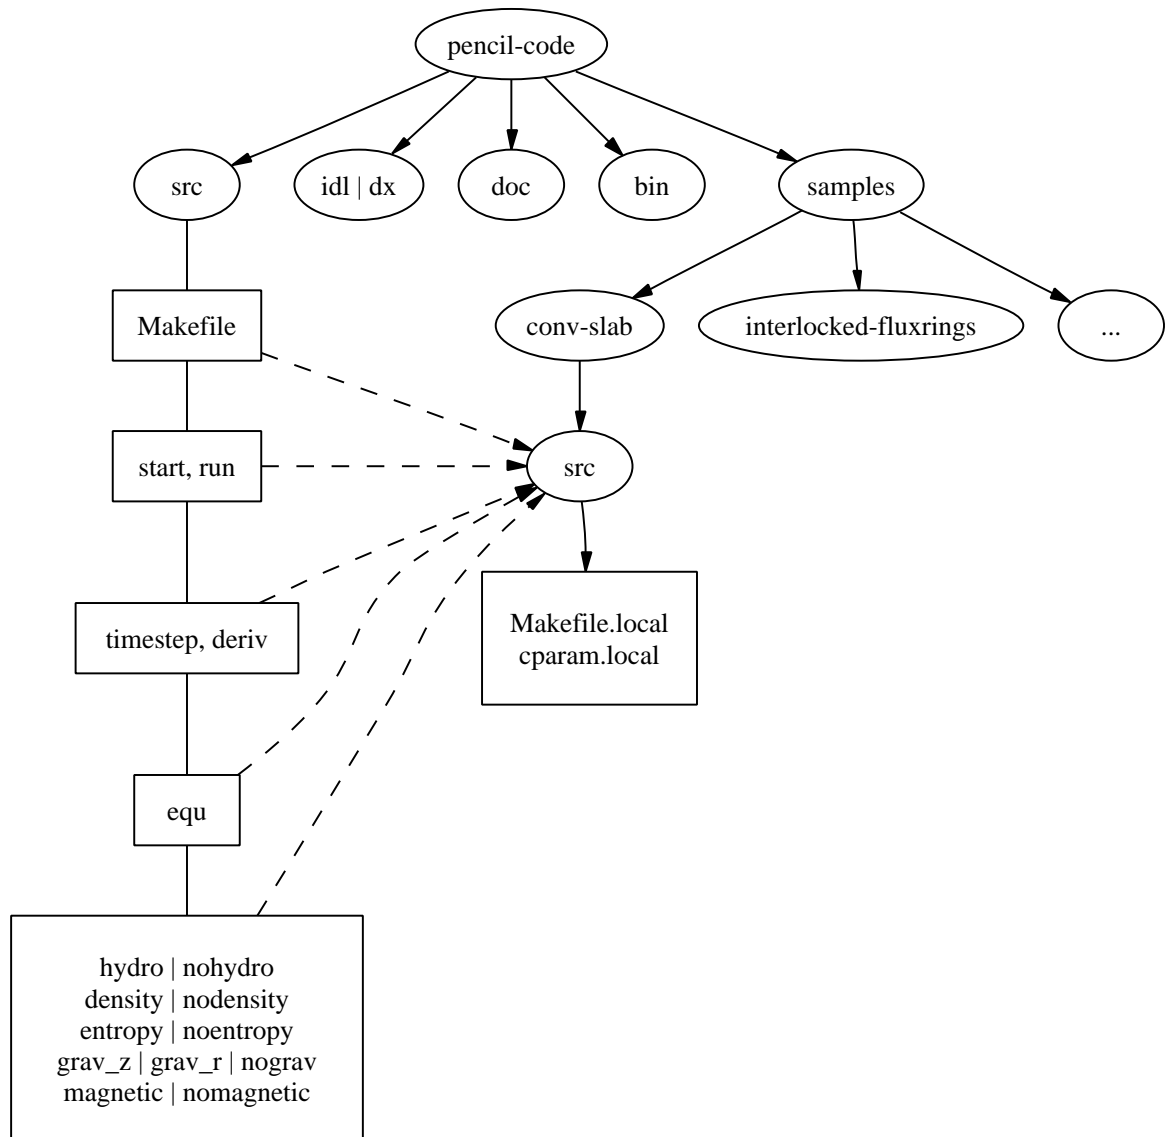 pencil-code
src
idl | dx
doc
bin
samples
Makefile
conv-slab
interlocked-fluxrings
...
start, run
src
timestep, deriv
Makefile.local
cparam.local
equ
hydro | nohydro
density | nodensity
entropy | noentropy
grav_z | grav_r | nograv
magnetic | nomagnetic